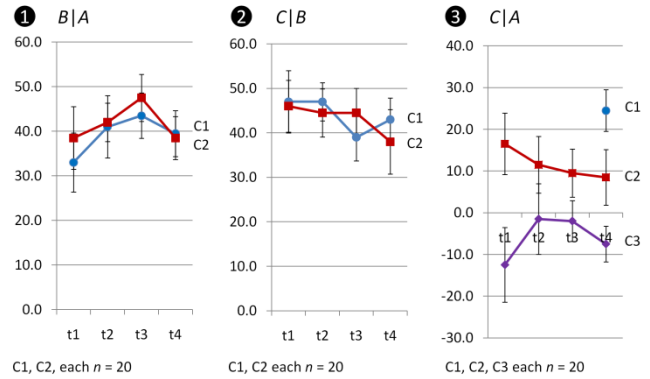 ❶ B|A
60.0
50.0
40.0
30.0
20.0
10.0
0.0
C1
C2
t1 t2 t3 t4
C1, C2, each n = 20
❷ C|B
60.0
50.0
40.0
30.0
20.0
10.0
0.0
C1
C2
t1 t2 t3 t4
C1, C2 each n = 20
❸ C|A
40.0
30.0
20.0
10.0
0.0
-10.0
-20.0
-30.0
C1
C2
t1 t2 t3 t4
C3
C1, C2, C3 each n = 20